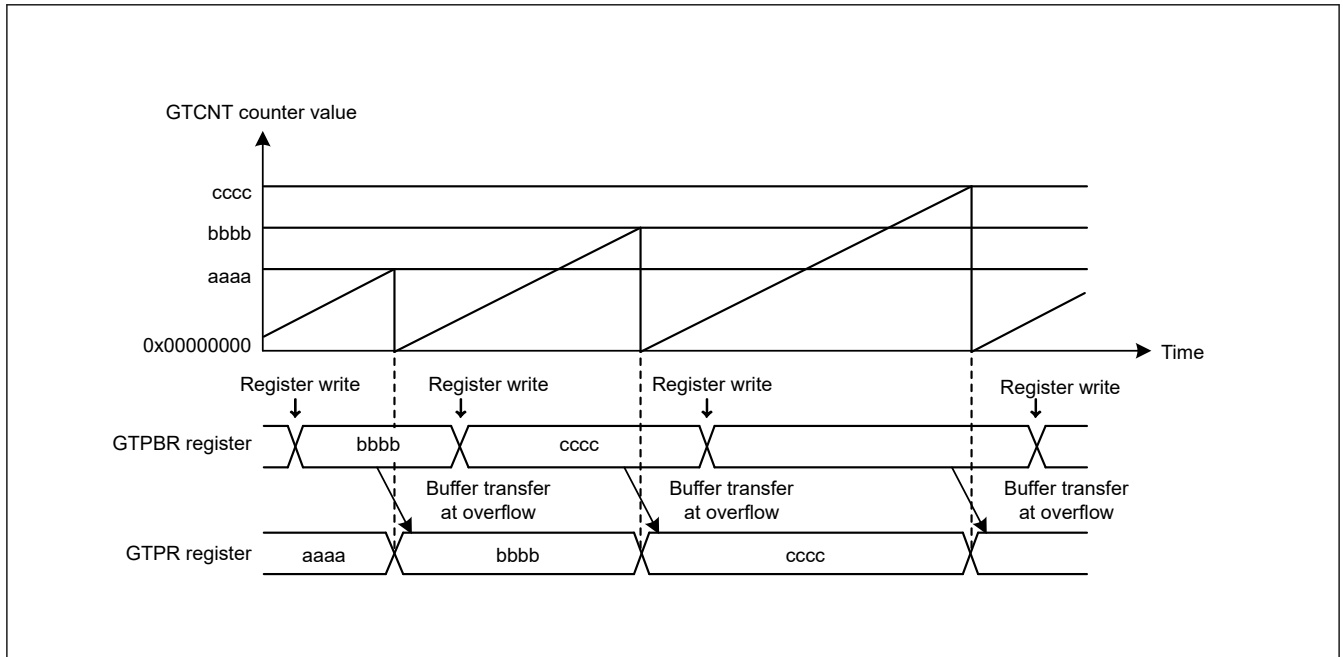 GTCNT counter value
cccc
bbbb
aaaa
0x00000000
Time
Register write
Register write
Register write
Register write
GTPBR register
bbbb
cccc
Buffer transfer
at overflow
Buffer transfer
at overflow
Buffer transfer
at overflow
GTPR register
aaaa
bbbb
cccc